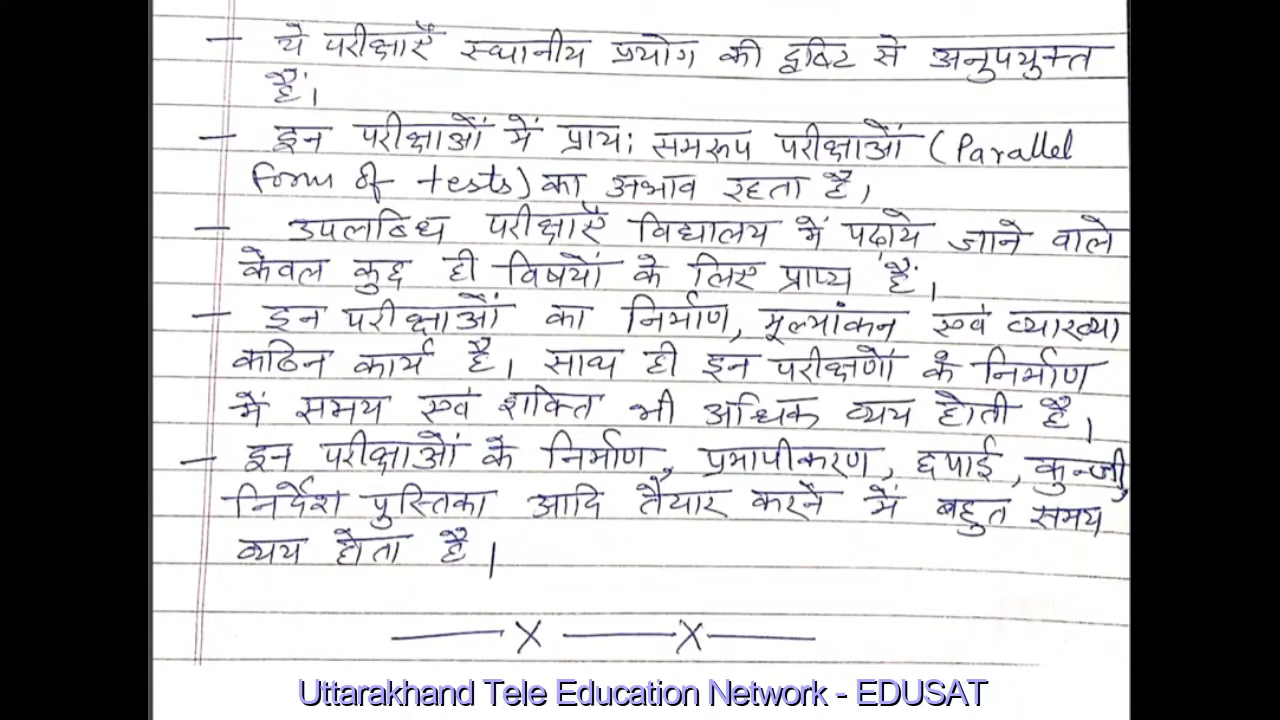 — ये परीक्षाएँ स्थानीय प्रयोग की दृष्टि से अनुपयुक्त
हैं।
— इन परीक्षाओं में प्रायः समरूप परीक्षाओं (Parallel
form of tests) का अभाव रहता है।
— उपलब्धि परीक्षाएँ विद्यालय में पढ़ाये जाने वाले
केवल कुछ ही विषयों के लिए प्राप्य हैं।
— इन परीक्षाओं का निर्माण, मूल्यांकन एवं व्याख्या
कठिन कार्य है। साथ ही इन परीक्षणों के निर्माण
में समय एवं शक्ति भी अधिक व्यय होती है।
— इन परीक्षाओं के निर्माण, प्रमापीकरण, छपाई, कुन्जी,
निर्देश पुस्तिका आदि तैयार करने में बहुत समय
व्यय होता है।
—— X —— X ——
Uttarakhand Tele Education Network - EDUSAT